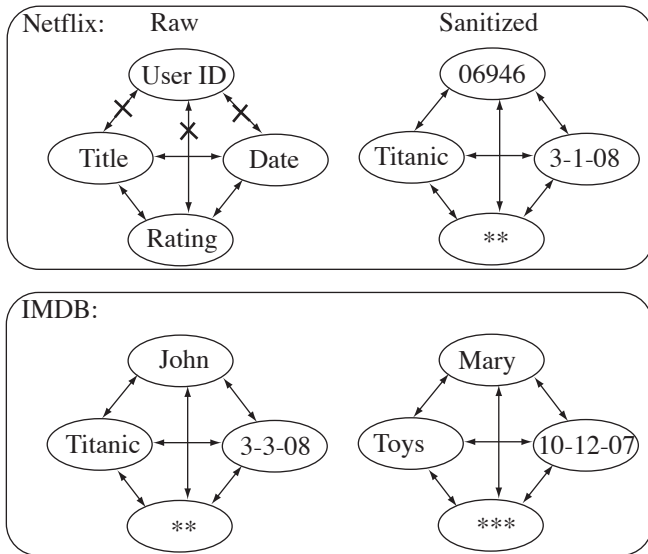 Netflix: Raw Sanitized
User ID 06946
Title Date Titanic 3-1-08
Rating **
IMDB:
John Mary
Titanic 3-3-08 Toys 10-12-07
** ***